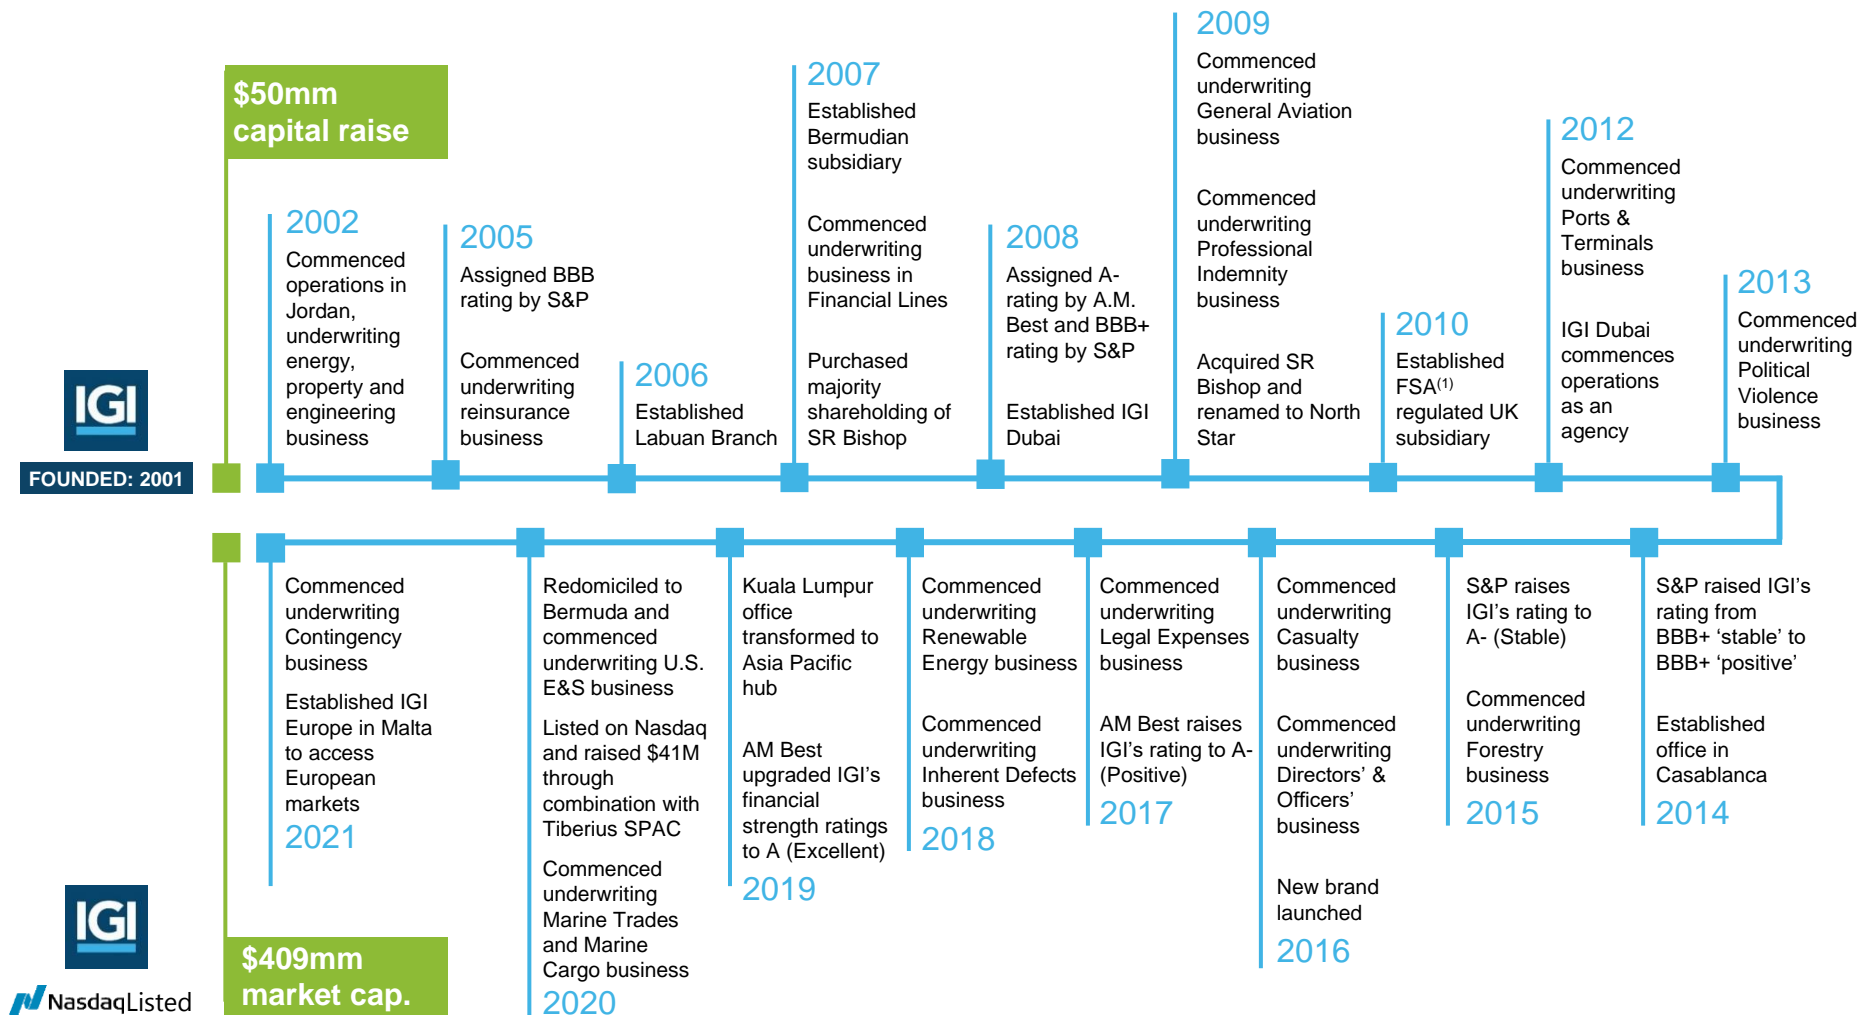 $50mm
capital raise
IGI
FOUNDED: 2001
2002
Commenced
operations in
Jordan,
underwriting
energy,
property and
engineering
business
2005
Assigned BBB
rating by S&P
Commenced
underwriting
reinsurance
business
2006
Established
Labuan Branch
2007
Established
Bermudian
subsidiary
Commenced
underwriting
business in
Financial Lines
Purchased
majority
shareholding of
SR Bishop
2008
Assigned A-
rating by A.M.
Best and BBB+
rating by S&P
Established IGI
Dubai
2009
Commenced
underwriting
General Aviation
business
Commenced
underwriting
Professional
Indemnity
business
Acquired SR
Bishop and
renamed to North
Star
2010
Established
FSA(1)
regulated UK
subsidiary
2012
Commenced
underwriting
Ports &
Terminals
business
IGI Dubai
commences
operations
as an
agency
2013
Commenced
underwriting
Political
Violence
business
S&P raised IGI’s
rating from
BBB+ ‘stable’ to
BBB+ ‘positive’
Established
office in
Casablanca
2014
S&P raises
IGI’s rating to
A- (Stable)
Commenced
underwriting
Forestry
business
2015
Commenced
underwriting
Casualty
business
Commenced
underwriting
Directors’ &
Officers’
business
New brand
launched
2016
Commenced
underwriting
Legal Expenses
business
AM Best raises
IGI’s rating to A-
(Positive)
2017
Commenced
underwriting
Renewable
Energy business
Commenced
underwriting
Inherent Defects
business
2018
Kuala Lumpur
office
transformed to
Asia Pacific
hub
AM Best
upgraded IGI’s
financial
strength ratings
to A (Excellent)
2019
Redomiciled to
Bermuda and
commenced
underwriting U.S.
E&S business
Listed on Nasdaq
and raised $41M
through
combination with
Tiberius SPAC
Commenced
underwriting
Marine Trades
and Marine
Cargo business
2020
Commenced
underwriting
Contingency
business
Established IGI
Europe in Malta
to access
European
markets
2021
IGI
Nasdaq Listed
$409mm
market cap.